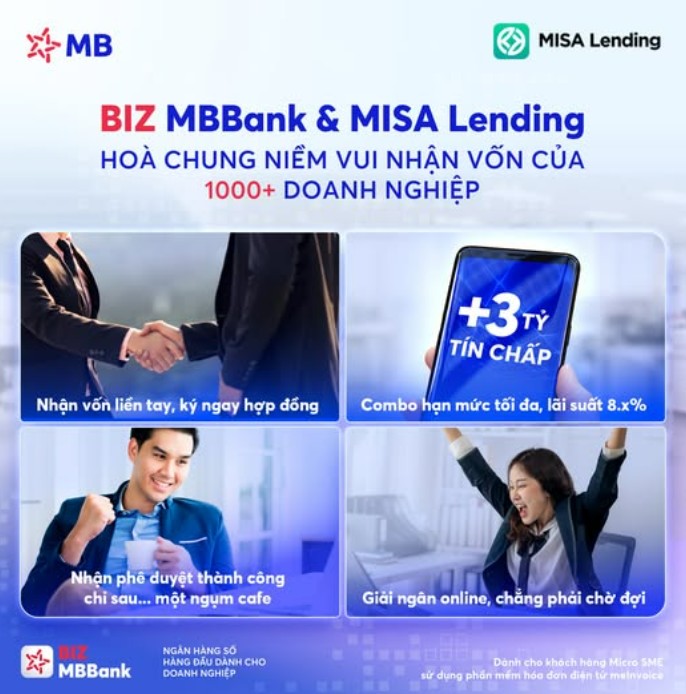 MB
MISA Lending
BIZ MBBank & MISA Lending
HOÀ CHUNG NIỀM VUI NHẬN VỐN CỦA
1000+ DOANH NGHIỆP
+3 TỶ
TÍN CHẤP
Nhận vốn liền tay, ký ngay hợp đồng
Combo hạn mức tối đa, lãi suất 8.x%
Nhận phê duyệt thành công
chỉ sau... một ngụm cafe
Giải ngân online, chẳng phải chờ đợi
BIZ
MBBank
NGÂN HÀNG SỐ
HÀNG ĐẦU DÀNH CHO
DOANH NGHIỆP
Dành cho khách hàng Micro SME
sử dụng phần mềm hóa đơn điện tử meInvoice